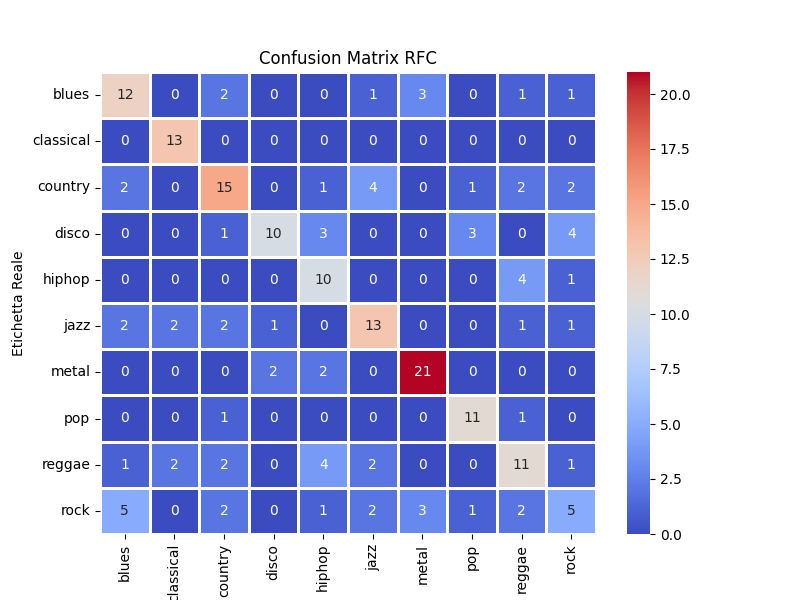 Confusion Matrix RFC
Etichetta Reale
blues 12 0 2 0 0 1 3 0 1 1
classical 0 13 0 0 0 0 0 0 0 0
country 2 0 15 0 1 4 0 1 2 2
disco 0 0 1 10 3 0 0 3 0 4
hiphop 0 0 0 0 10 0 0 0 4 1
jazz 2 2 2 1 0 13 0 0 1 1
metal 0 0 0 2 2 0 21 0 0 0
pop 0 0 1 0 0 0 0 11 1 0
reggae 1 2 2 0 4 2 0 0 11 1
rock 5 0 2 0 1 2 3 1 2 5
blues classical country disco hiphop jazz metal pop reggae rock
20.0
17.5
15.0
12.5
10.0
7.5
5.0
2.5
0.0